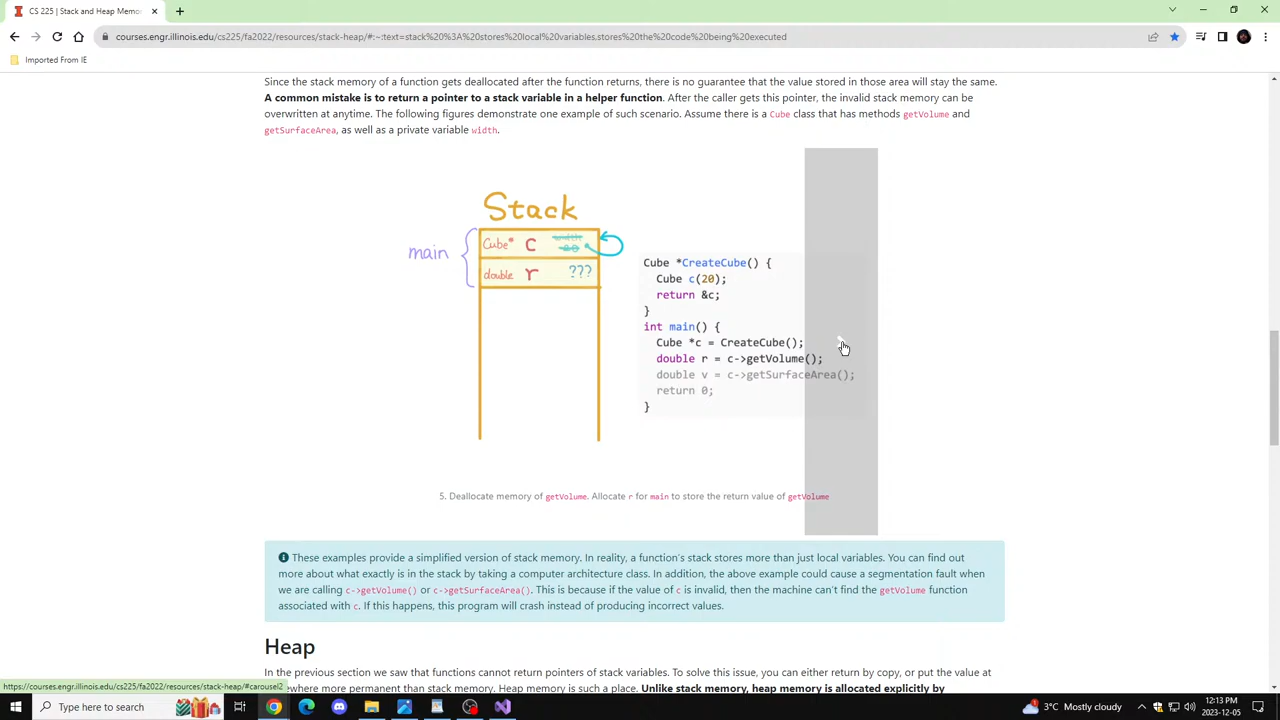 CS 225 | Stack and Heap Memor
courses.engr.illinois.edu/cs225/fa2022/resources/stack-heap/#:~:text=stack%20%3A%20stores%20local%20variables,stores%20the%20code%20being%20executed
Imported From IE
Since the stack memory of a function gets deallocated after the function returns, there is no guarantee that the value stored in those area will stay the same.
A common mistake is to return a pointer to a stack variable in a helper function. After the caller gets this pointer, the invalid stack memory can be
overwritten at anytime. The following figures demonstrate one example of such scenario. Assume there is a Cube class that has methods getVolume and
getSurfaceArea, as well as a private variable width.
Stack
main
Cube* c width
20
double r ???
Cube *CreateCube() {
Cube c(20);
return &c;
}
int main() {
Cube *c = CreateCube();
double r = c->getVolume();
double v = c->getSurfaceArea();
return 0;
}
5. Deallocate memory of getVolume. Allocate r for main to store the return value of getVolume
These examples provide a simplified version of stack memory. In reality, a function's stack stores more than just local variables. You can find out
more about what exactly is in the stack by taking a computer architecture class. In addition, the above example could cause a segmentation fault when
we are calling c->getVolume() or c->getSurfaceArea(). This is because if the value of c is invalid, then the machine can't find the getVolume function
associated with c. If this happens, this program will crash instead of producing incorrect values.
Heap
In the previous section we saw that functions cannot return pointers of stack variables. To solve this issue, you can either return by copy, or put the value at
where more permanent than stack memory. Heap memory is such a place. Unlike stack memory, heap memory is allocated explicitly by
https://courses.engr.illinois.edu/cs225/fa2022/resources/stack-heap/#carousel2
Type here to search
3°C Mostly cloudy
12:13 PM
2023-12-05